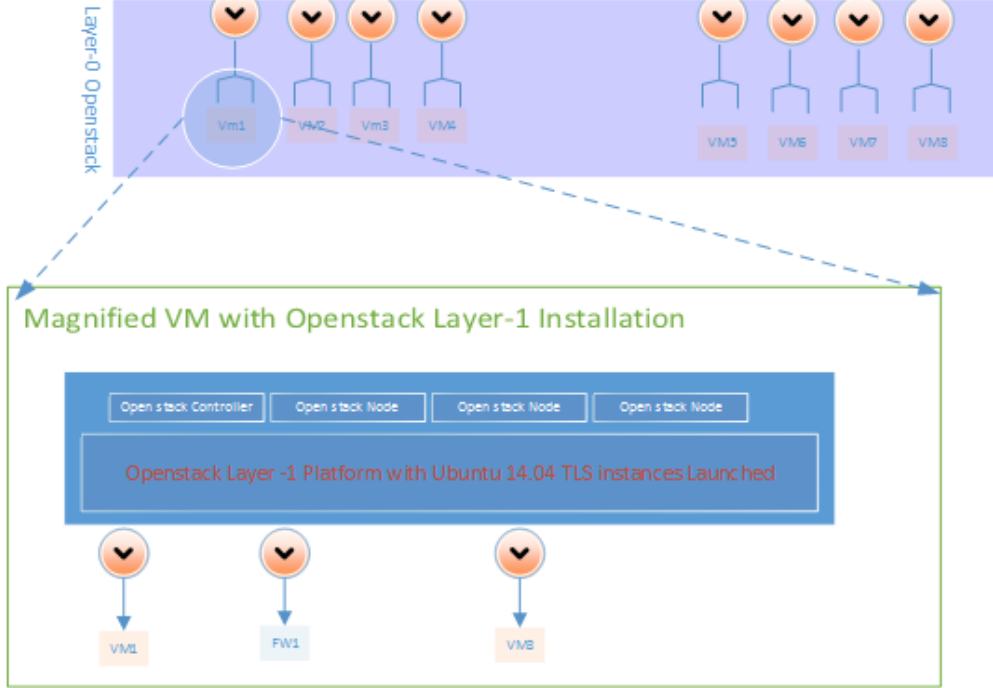 Layer-0 Openstack
Vm1 VM2 Vm3 VM4
VM5 VM6 VM7 VM8
Magnified VM with Openstack Layer-1 Installation
Open stack Controller Open stack Node Open stack Node Open stack Node
Openstack Layer -1 Platform with Ubuntu 14.04 TLS instances Launched
VM1 FW1 VM8